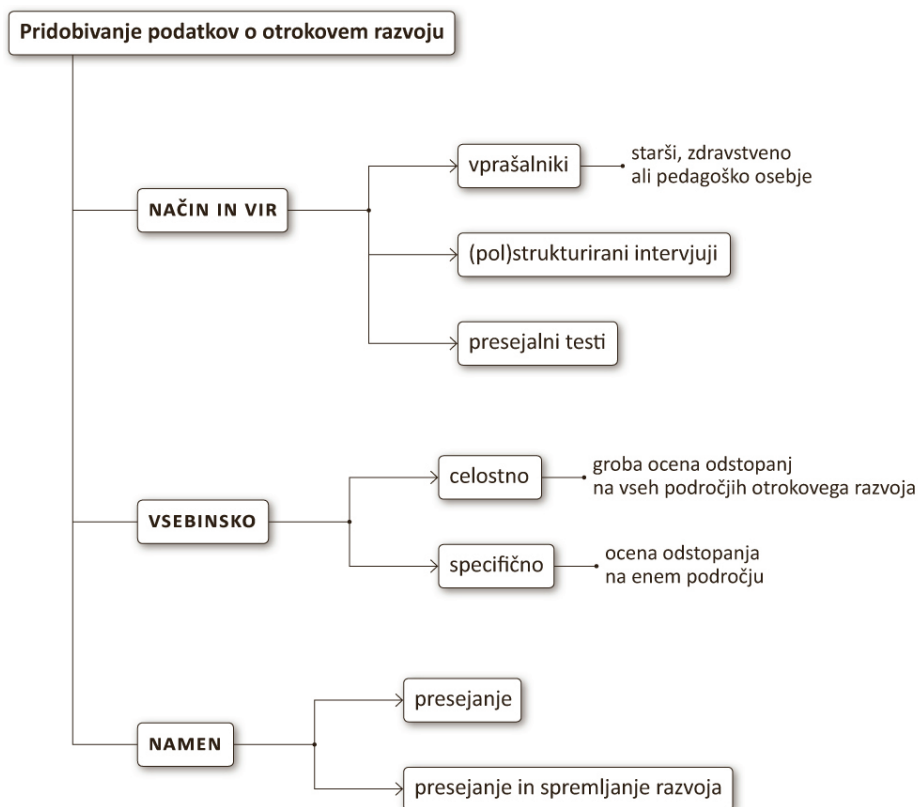 Pridobivanje podatkov o otrokovem razvoju
NAČIN IN VIR
vprašalniki
starši, zdravstveno
ali pedagoško osebje
(pol)strukturirani intervjuji
presejalni testi
VSEBINSKO
celostno
groba ocena odstopanj
na vseh področjih otrokovega razvoja
specifično
ocena odstopanja
na enem področju
NAMEN
presejanje
presejanje in spremljanje razvoja